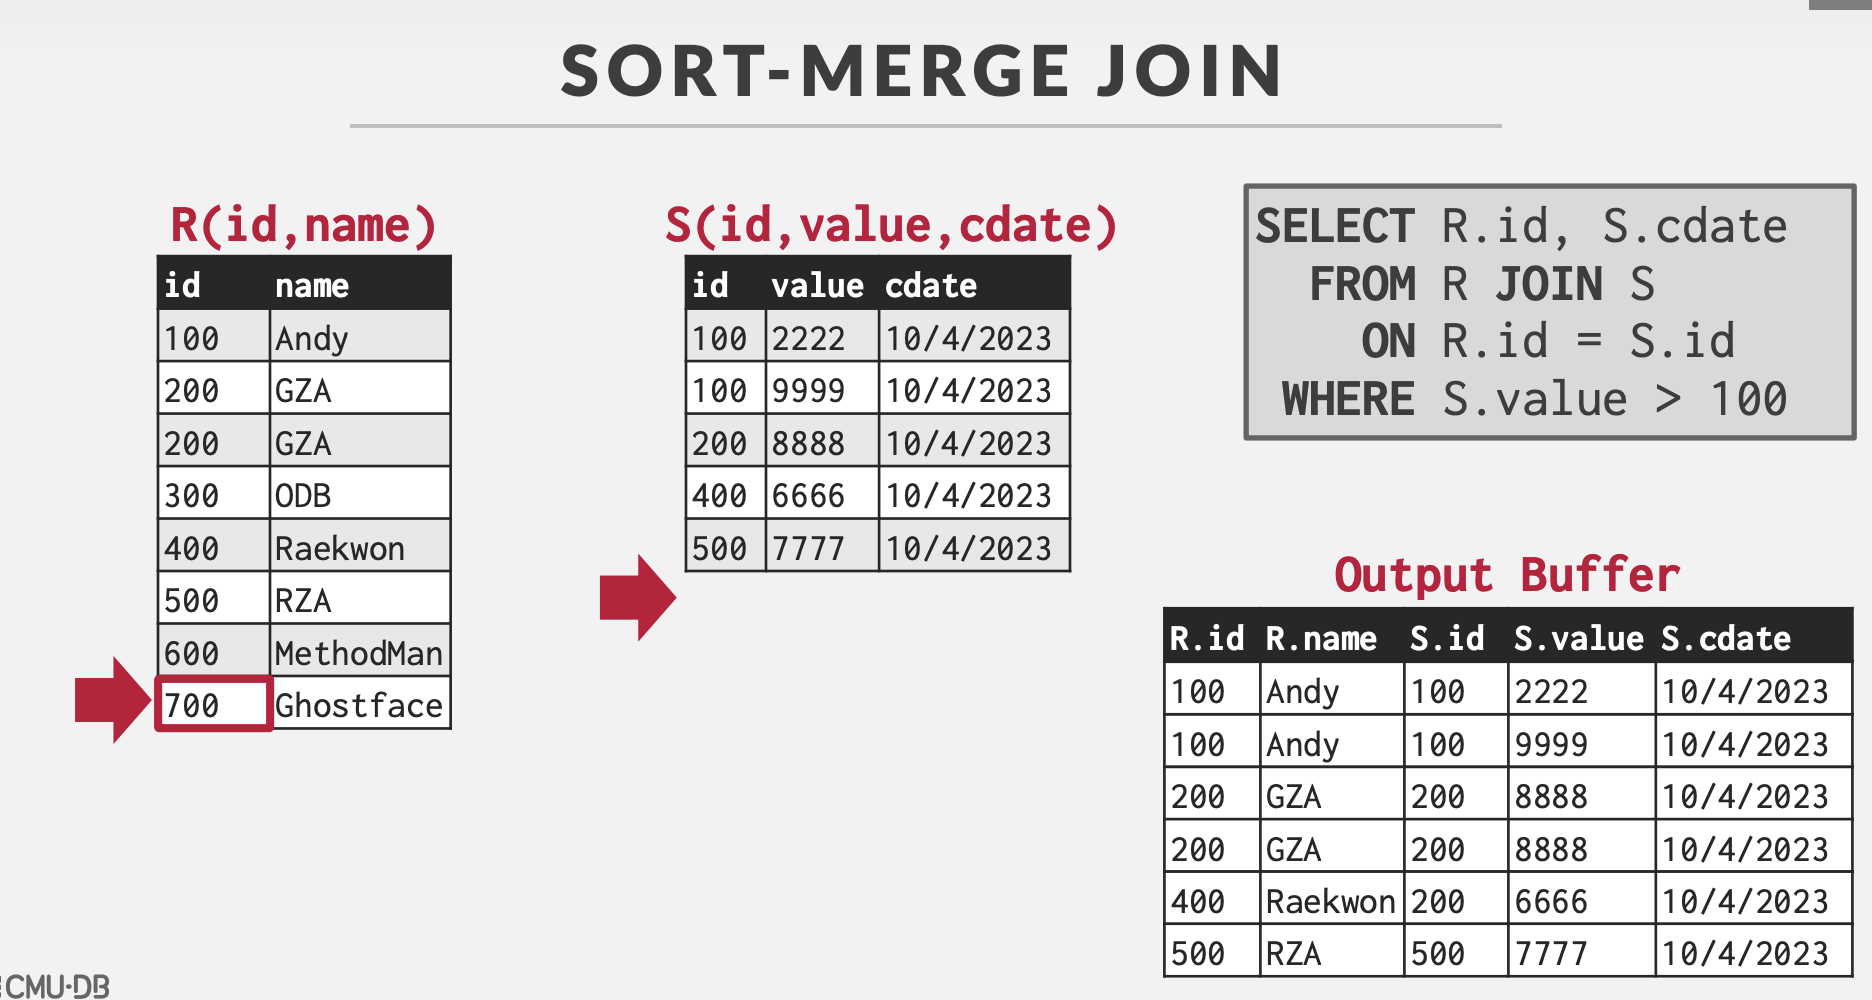 SORT-MERGE JOIN
R(id,name)
id name
100 Andy
200 GZA
200 GZA
300 ODB
400 Raekwon
500 RZA
600 MethodMan
700 Ghostface
S(id,value,cdate)
id value cdate
100 2222 10/4/2023
100 9999 10/4/2023
200 8888 10/4/2023
400 6666 10/4/2023
500 7777 10/4/2023
SELECT R.id, S.cdate
FROM R JOIN S
ON R.id = S.id
WHERE S.value > 100
Output Buffer
R.id R.name S.id S.value S.cdate
100 Andy 100 2222 10/4/2023
100 Andy 100 9999 10/4/2023
200 GZA 200 8888 10/4/2023
200 GZA 200 8888 10/4/2023
400 Raekwon 200 6666 10/4/2023
500 RZA 500 7777 10/4/2023
CMU·DB